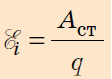 ℰᵢ = Aст / q